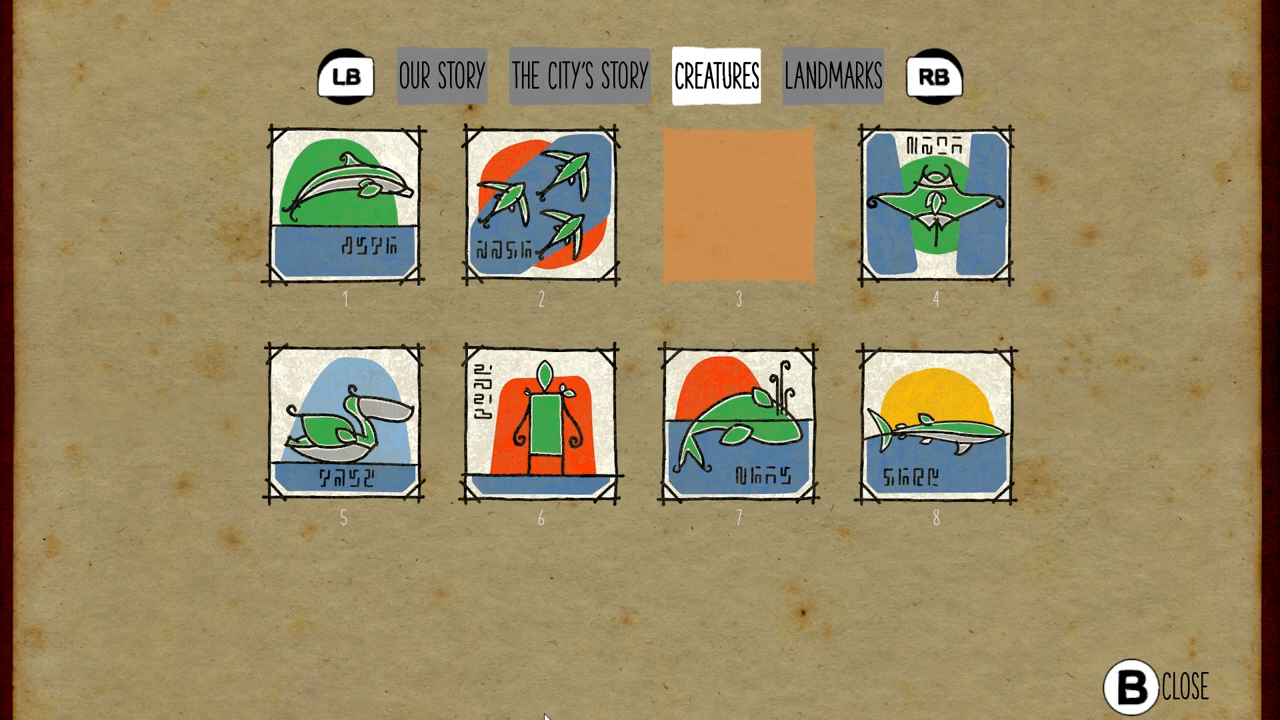 LB OUR STORY THE CITY'S STORY CREATURES LANDMARKS RB
1 2 3 4
5 6 7 8
B CLOSE